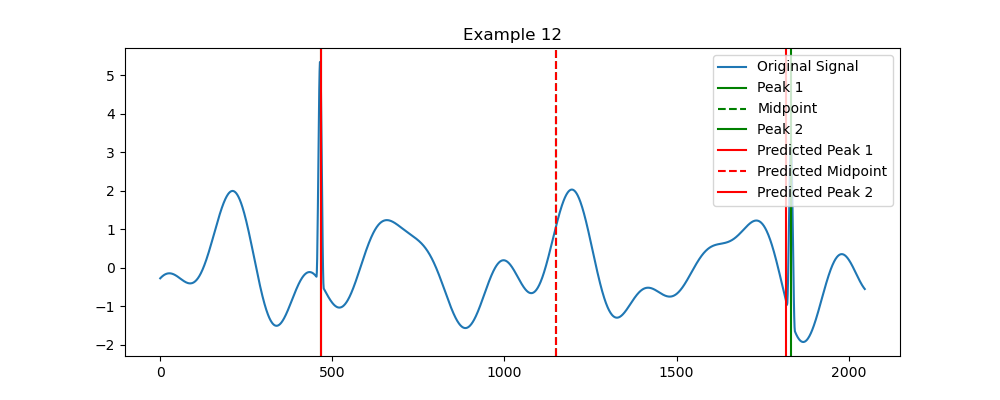 Example 12
Original Signal
Peak 1
Midpoint
Peak 2
Predicted Peak 1
Predicted Midpoint
Predicted Peak 2
5
4
3
2
1
0
−1
−2
0 500 1000 1500 2000